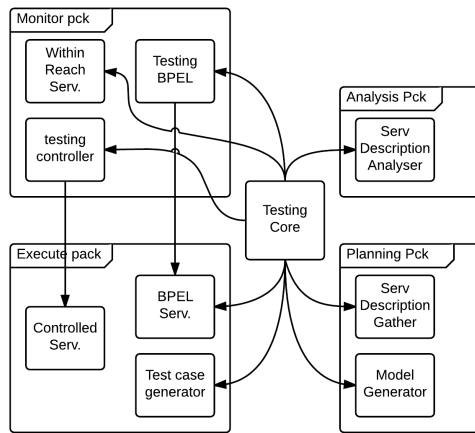 Monitor pck
Within
Reach
Serv.
Testing
BPEL
testing
controller
Analysis Pck
Serv
Description
Analyser
Testing
Core
Execute pack
Controlled
Serv.
BPEL
Serv.
Test case
generator
Planning Pck
Serv
Description
Gather
Model
Generator